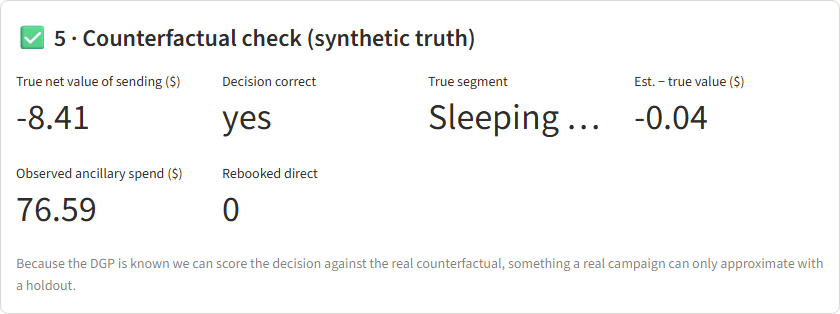 ✅ 5 · Counterfactual check (synthetic truth)
True net value of sending ($)
Decision correct
True segment
Est. − true value ($)
-8.41
yes
Sleeping …
-0.04
Observed ancillary spend ($)
Rebooked direct
76.59
0
Because the DGP is known we can score the decision against the real counterfactual, something a real campaign can only approximate with
a holdout.